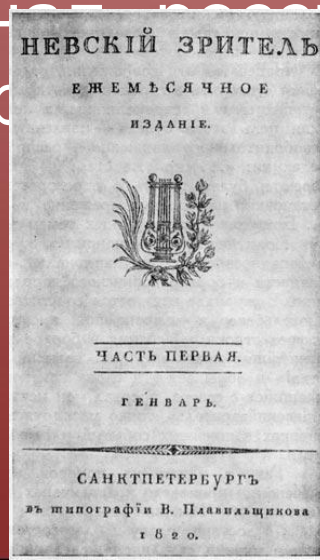 НЕВСКІЙ ЗРИТЕЛЬ
ЕЖЕМѢСЯЧНОЕ
ИЗДАНІЕ.
ЧАСТЬ ПЕРВАЯ.
ГЕНВАРЬ.
САНКТПЕТЕРБУРГЪ
въ типографіи В. Плавильщикова
1820.